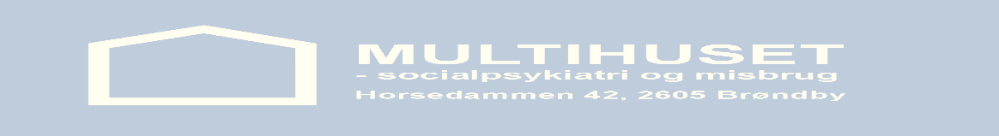 MULTIHUSET
- socialpsykiatri og misbrug
Horsedammen 42, 2605 Brøndby